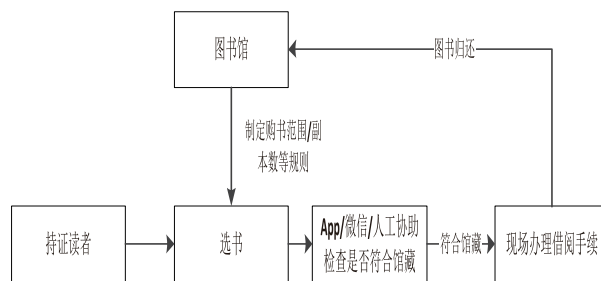 图书馆
图书归还
制定购书范围/副
本数等规则
持证读者
选书
App/微信/人工协助
检查是否符合馆藏
符合馆藏
现场办理借阅手续